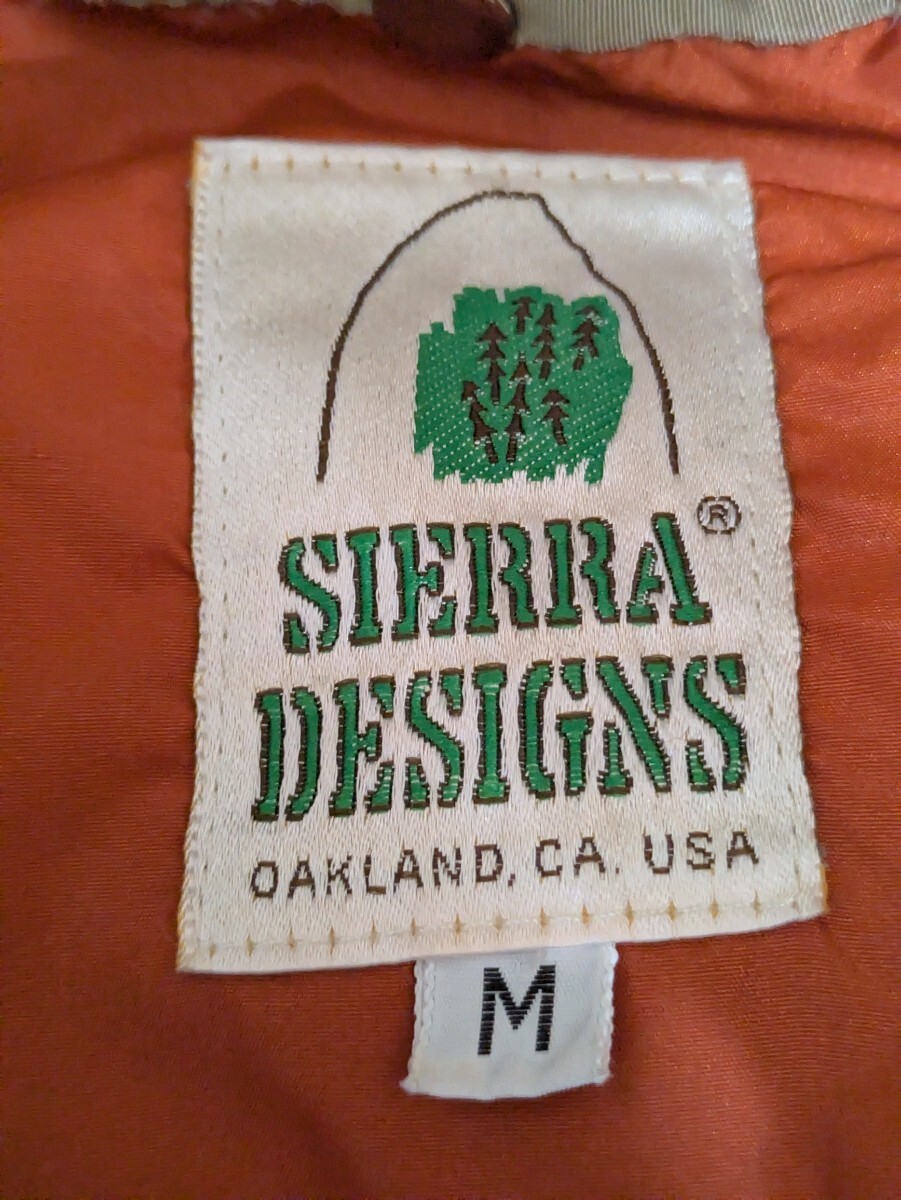 SIERRA®
DESIGNS
OAKLAND, CA. USA
M